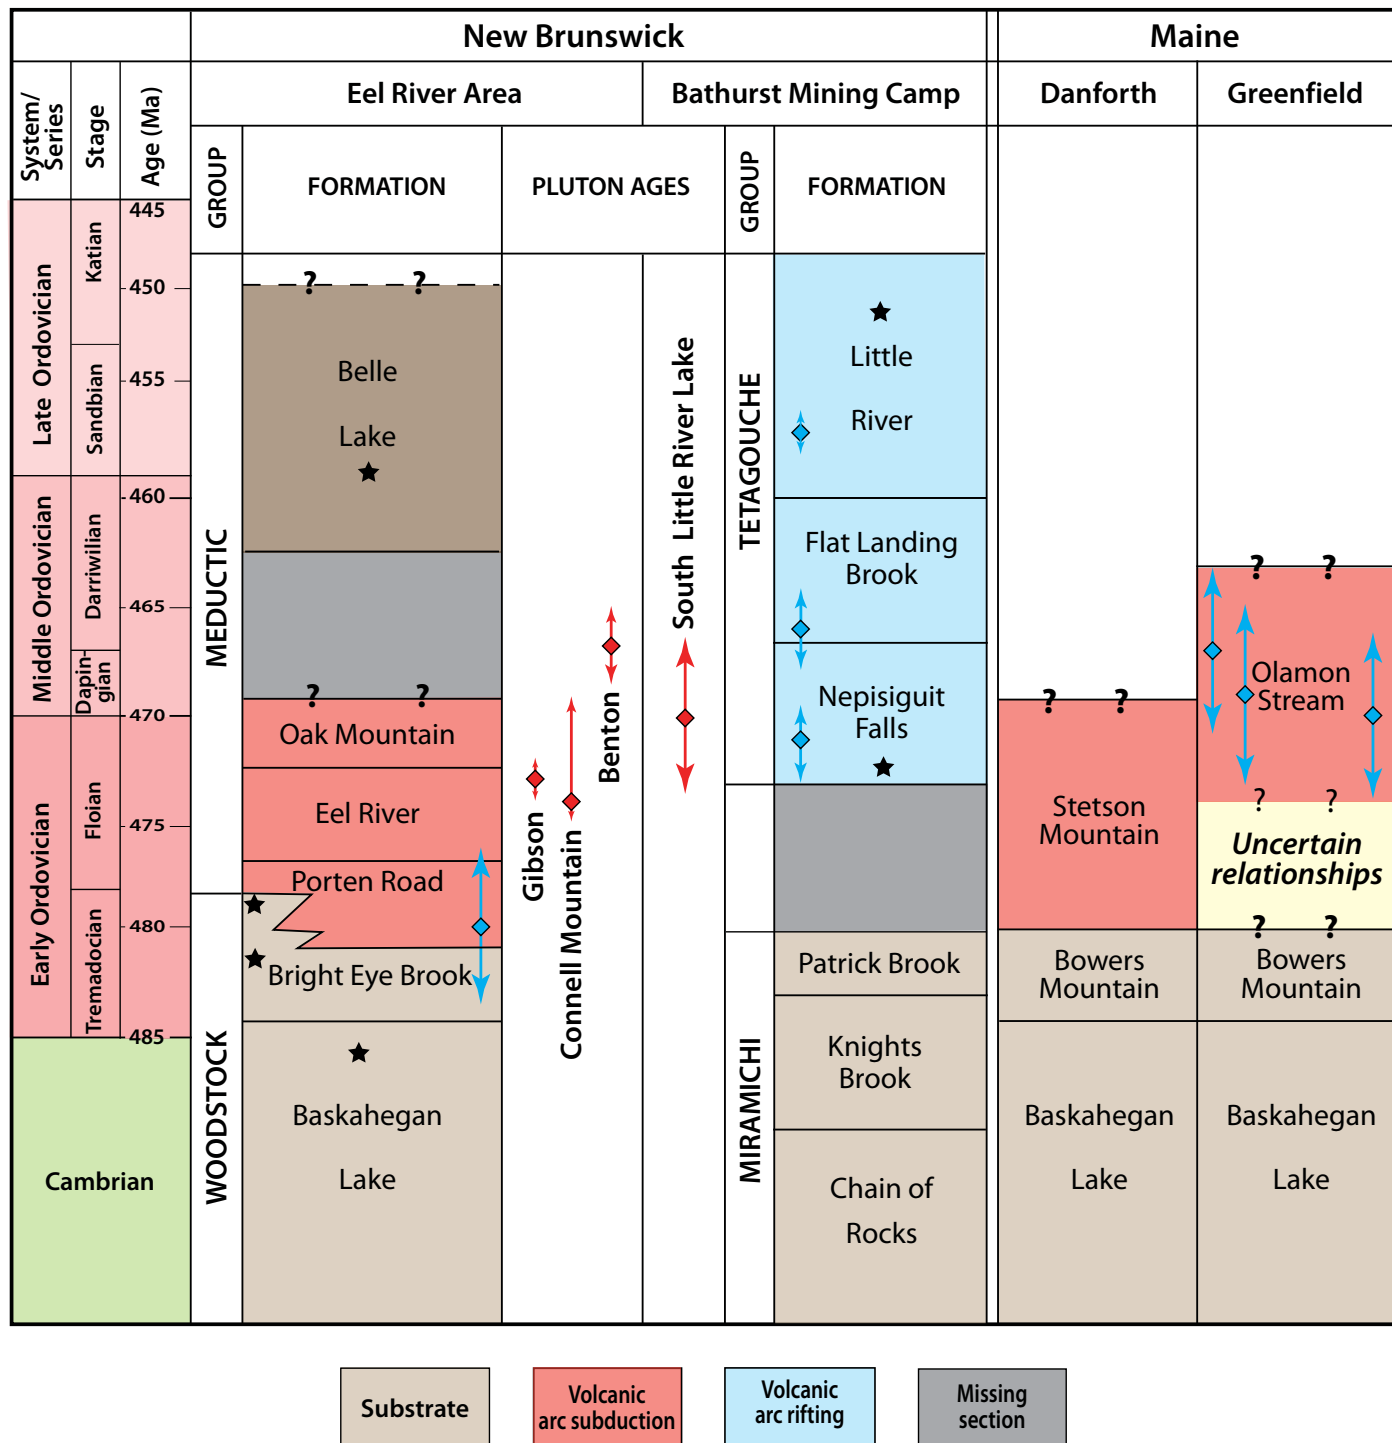 New Brunswick
Maine
Eel River Area
Bathurst Mining Camp
Danforth
Greenfield
System/
Series
Stage
Age (Ma)
GROUP
FORMATION
PLUTON AGES
GROUP
FORMATION
Late Ordovician
Middle Ordovician
Early Ordovician
Cambrian
Katian
Sandbian
Darriwilian
Dapin-
gian
Floian
Tremadocian
445
450
455
460
465
470
475
480
485
MEDUCTIC
WOODSTOCK
? ?
Belle
Lake
? ?
Oak Mountain
Eel River
Porten Road
Bright Eye Brook
Baskahegan
Lake
Gibson
Connell Mountain
Benton
South Little River Lake
TETAGOUCHE
MIRAMICHI
Little
River
Flat Landing
Brook
Nepisiguit
Falls
Patrick Brook
Knights
Brook
Chain of
Rocks
? ?
Stetson
Mountain
Bowers
Mountain
Baskahegan
Lake
? ?
Olamon
Stream
? ?
Uncertain
relationships
? ?
Bowers
Mountain
Baskahegan
Lake
Substrate
Volcanic
arc subduction
Volcanic
arc rifting
Missing
section